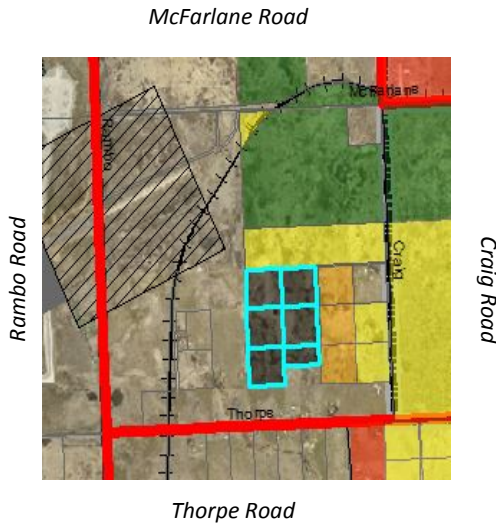 McFarlane Road
McFarlane
Rambo
Rambo Road
Craig
Craig Road
Thorpe
Thorpe Road